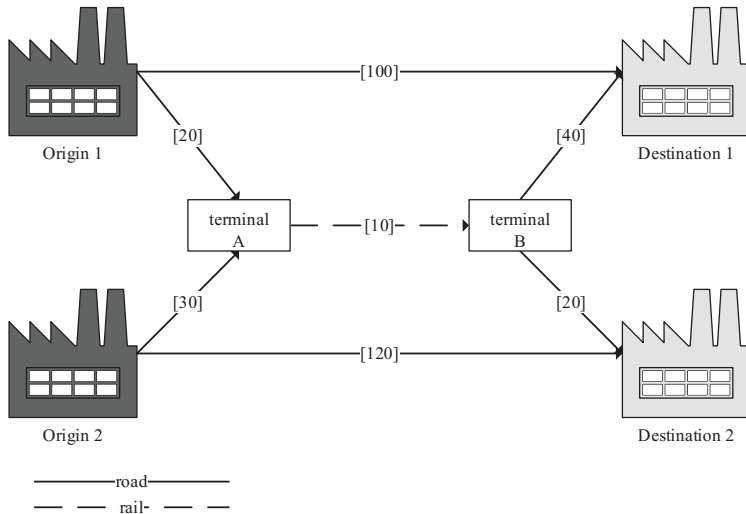 [100]
[20]
[40]
Origin 1
Destination 1
terminal
A
[10]
terminal
B
[30]
[20]
[120]
Origin 2
Destination 2
road
rail